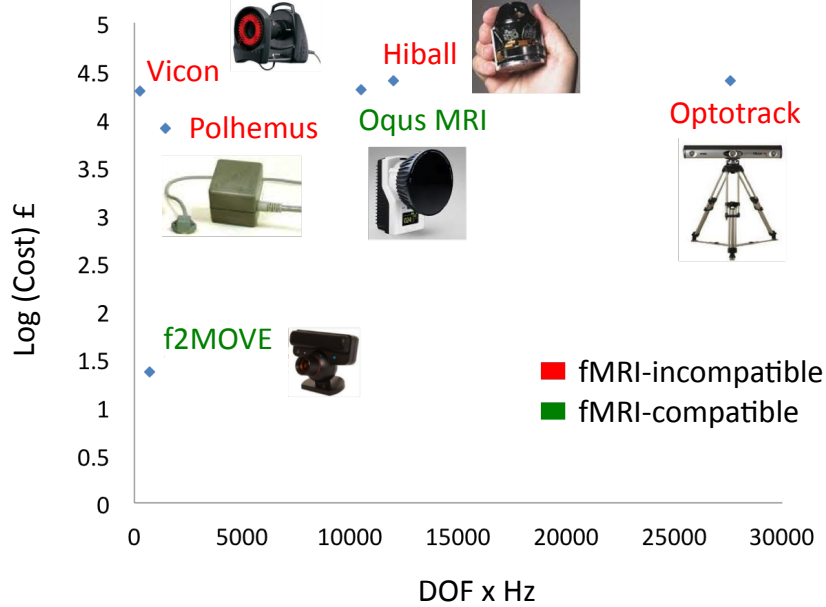 5
4.5
4
3.5
3
2.5
2
1.5
1
0.5
0
Log (Cost) £
Vicon
Hiball
Polhemus
Oqus MRI
Optotrack
f2MOVE
fMRI-incompatible
fMRI-compatible
0 5000 10000 15000 20000 25000 30000
DOF x Hz